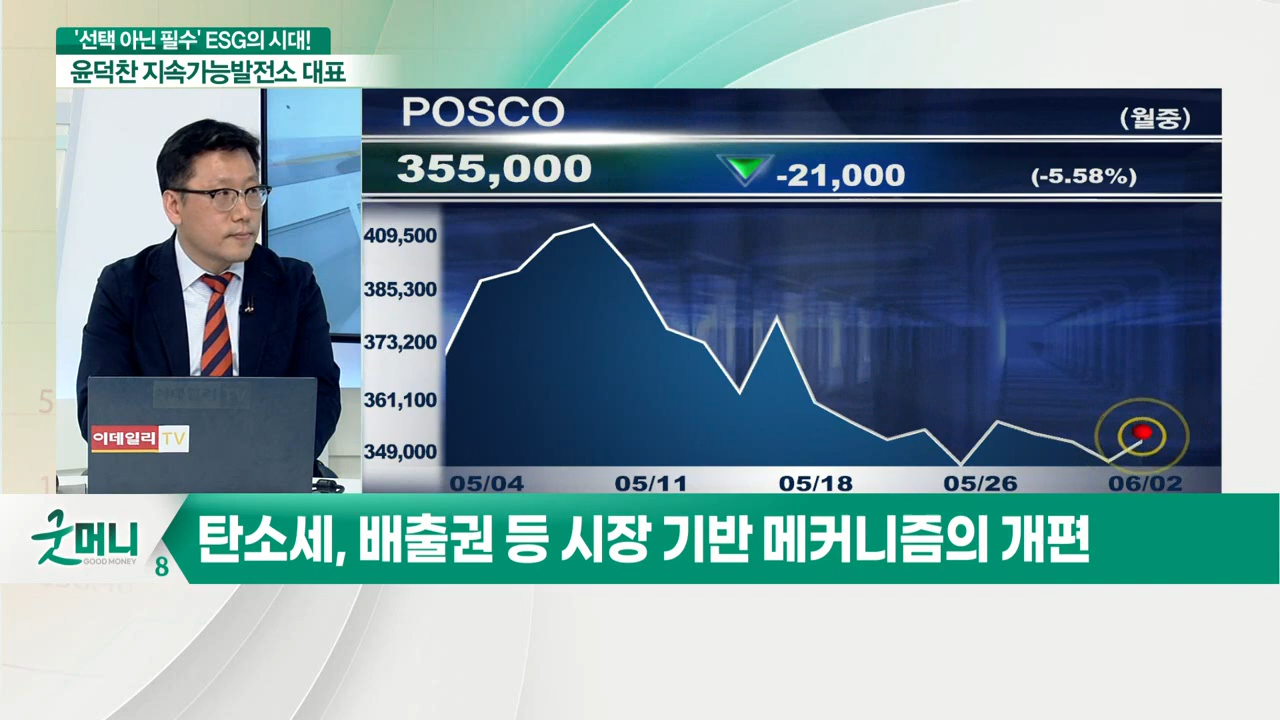 '선택 아닌 필수' ESG의 시대!
윤덕찬 지속가능발전소 대표
POSCO (월중)
355,000 -21,000 (-5.58%)
409,500
385,300
373,200
361,100
349,000
05/04 05/11 05/18 05/26 06/02
이데일리TV
굿머니
GOOD MONEY
8
탄소세, 배출권 등 시장 기반 메커니즘의 개편